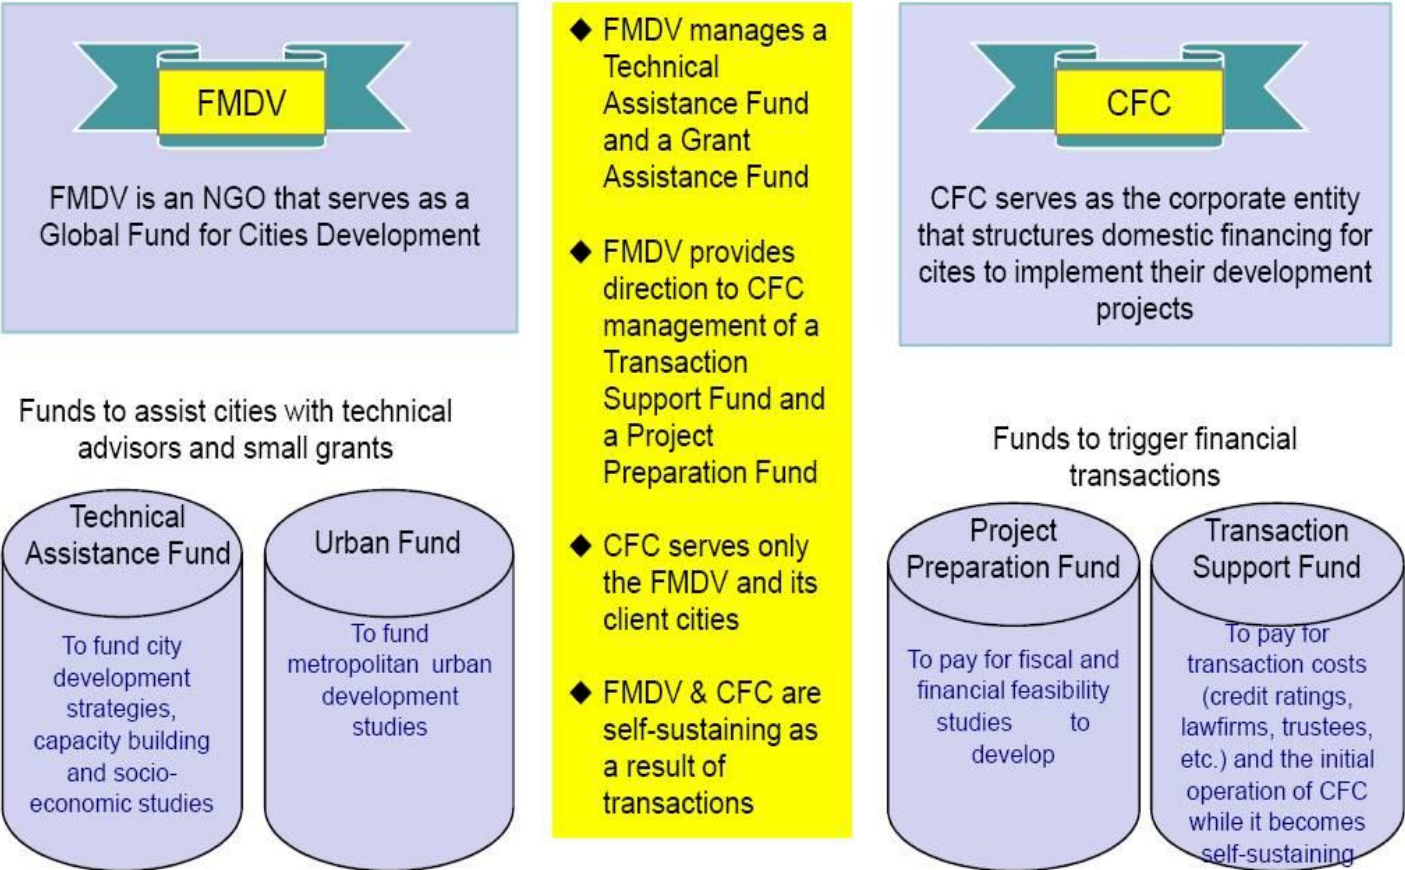 FMDV
FMDV is an NGO that serves as a
Global Fund for Cities Development
Funds to assist cities with technical
advisors and small grants
Technical
Assistance Fund
To fund city
development
strategies,
capacity building
and socio-
economic studies
Urban Fund
To fund
metropolitan urban
development
studies
◆ FMDV manages a
Technical
Assistance Fund
and a Grant
Assistance Fund
◆ FMDV provides
direction to CFC
management of a
Transaction
Support Fund and
a Project
Preparation Fund
◆ CFC serves only
the FMDV and its
client cities
◆ FMDV & CFC are
self-sustaining as
a result of
transactions
CFC
CFC serves as the corporate entity
that structures domestic financing for
cites to implement their development
projects
Funds to trigger financial
transactions
Project
Preparation Fund
To pay for fiscal and
financial feasibility
studies to
develop
Transaction
Support Fund
To pay for
transaction costs
(credit ratings,
lawfirms, trustees,
etc.) and the initial
operation of CFC
while it becomes
self-sustaining